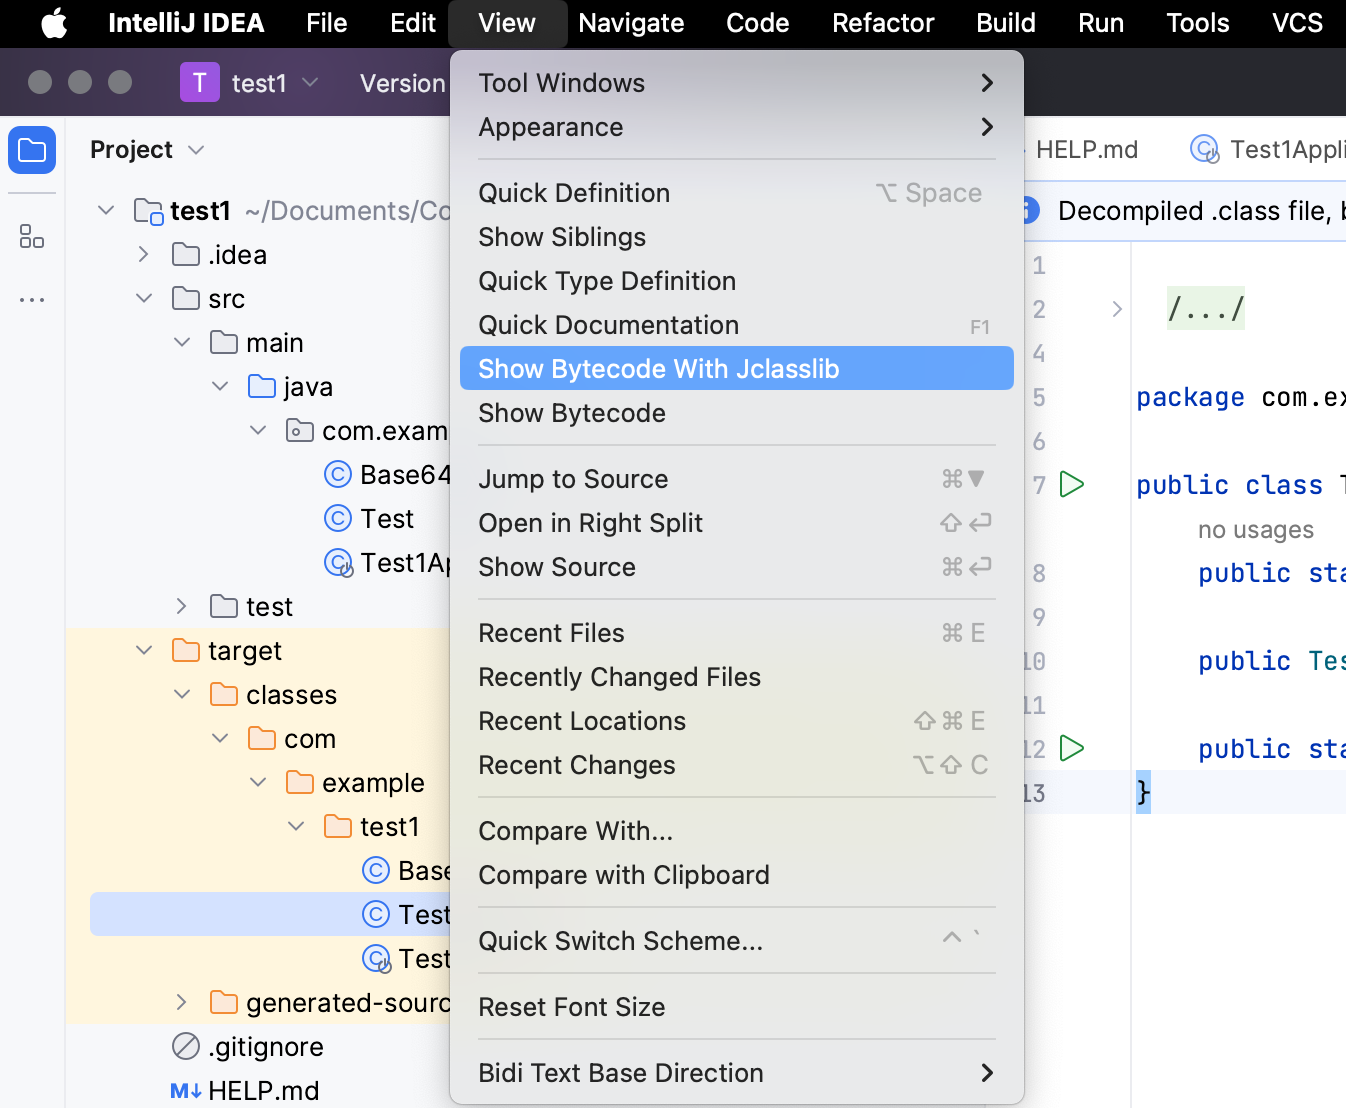 IntelliJ IDEA File Edit View Navigate Code Refactor Build Run Tools VCS
T test1 Version
Project
test1 ~/Documents/Co
.idea
src
main
java
com.exam
Base64
Test
Test1Ap
test
target
classes
com
example
test1
Base
Test
Test
generated-sourc
.gitignore
M↓ HELP.md
Tool Windows
Appearance
Quick Definition ⌥ Space
Show Siblings
Quick Type Definition
Quick Documentation F1
Show Bytecode With Jclasslib
Show Bytecode
Jump to Source ⌘▼
Open in Right Split ⇧⏎
Show Source ⌘⏎
Recent Files ⌘ E
Recently Changed Files
Recent Locations ⇧⌘ E
Recent Changes ⌥⇧ C
Compare With...
Compare with Clipboard
Quick Switch Scheme... ^ `
Reset Font Size
Bidi Text Base Direction
HELP.md Test1Appli
Decompiled .class file, b
1
2 /.../
4
5 package com.ex
6
7 public class T
no usages
8 public sta
9
10 public Tes
11
12 public sta
13 }